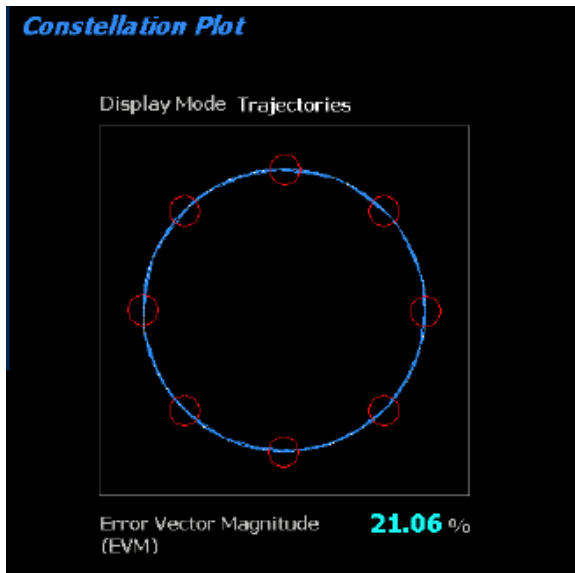 Constellation Plot
Display Mode Trajectories
Error Vector Magnitude 21.06 %
(EVM)